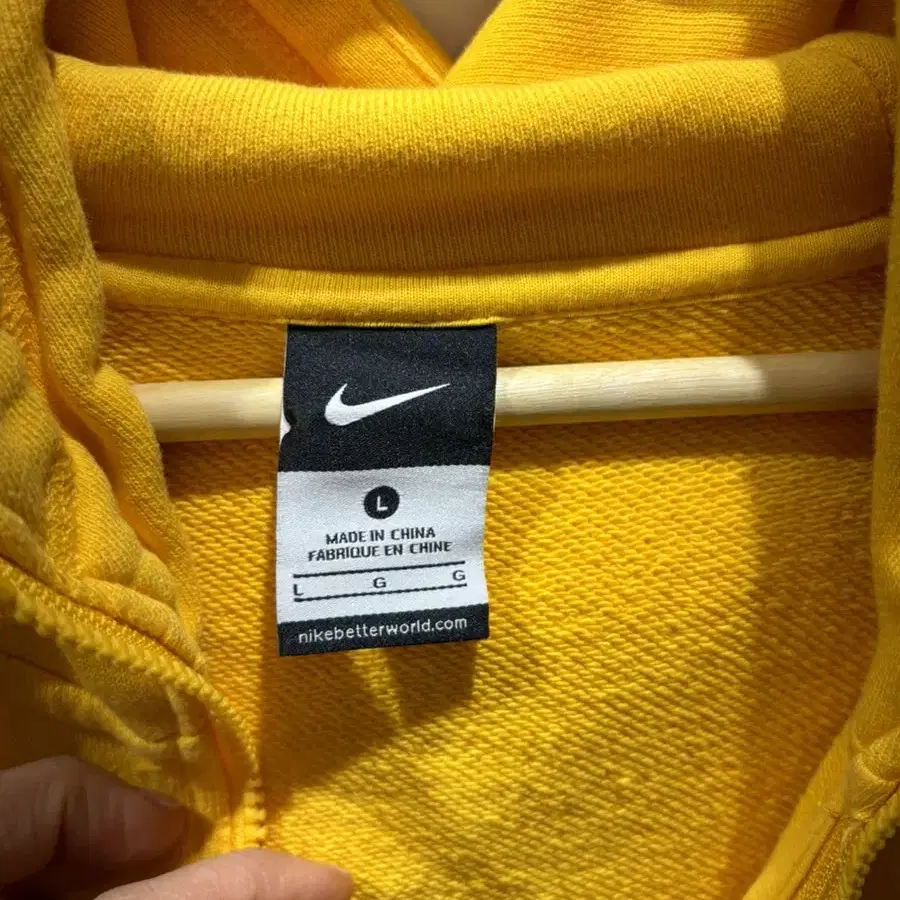 L
MADE IN CHINA
FABRIQUE EN CHINE
L G G
nikebetterworld.com